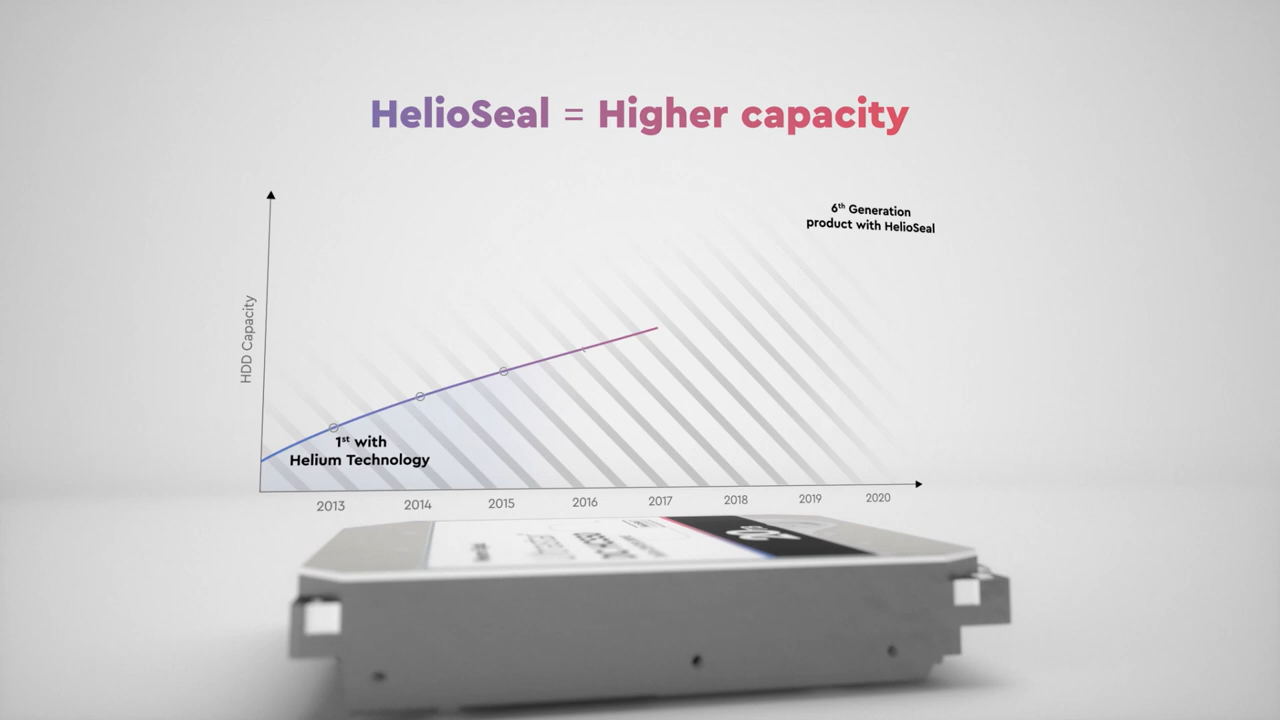 HelioSeal = Higher capacity
6th Generation
product with HelioSeal
HDD Capacity
1st with
Helium Technology
2013 2014 2015 2016 2017 2018 2019 2020